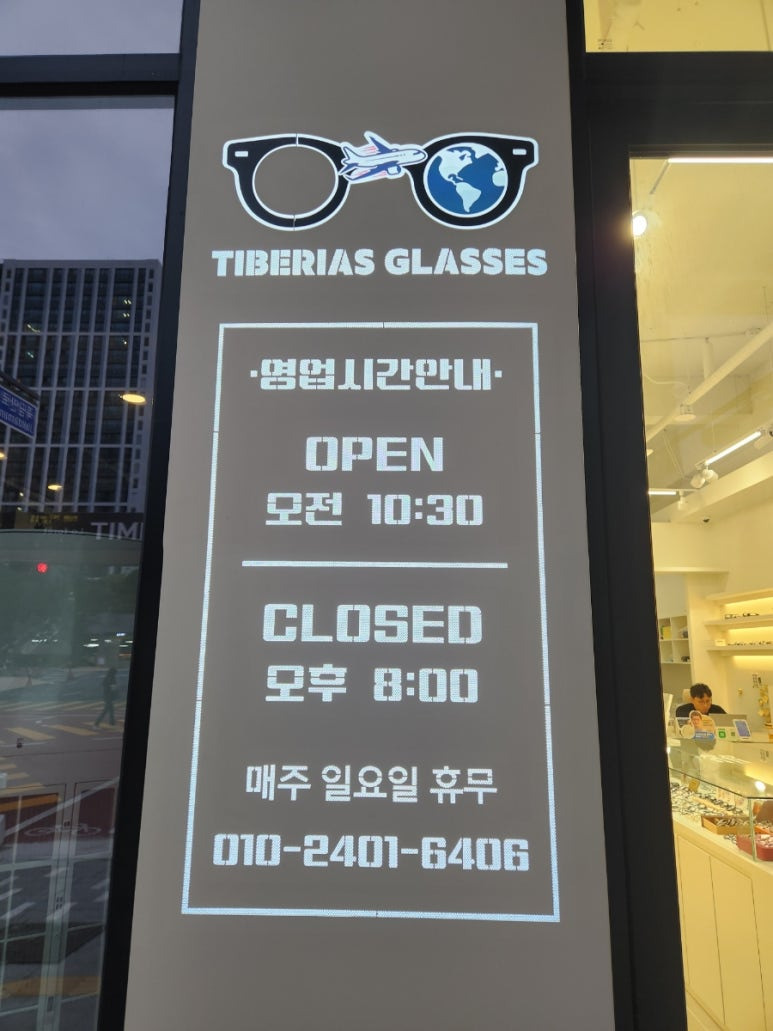 TIBERIAS GLASSES
·영업시간안내·
OPEN
오전 10:30
CLOSED
오후 8:00
매주 일요일 휴무
010-2401-6406